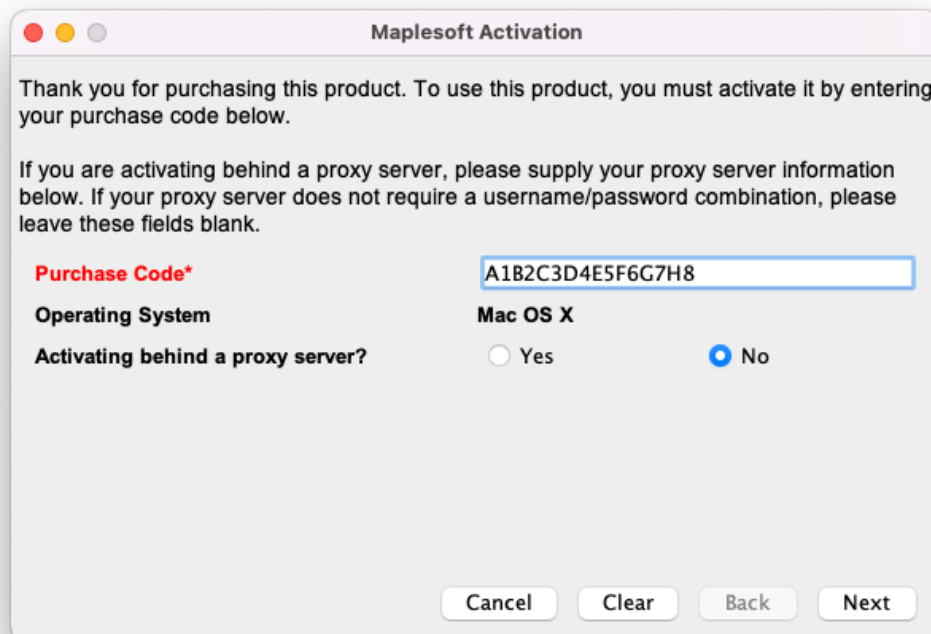 Maplesoft Activation
Thank you for purchasing this product. To use this product, you must activate it by entering
your purchase code below.
If you are activating behind a proxy server, please supply your proxy server information
below. If your proxy server does not require a username/password combination, please
leave these fields blank.
Purchase Code* A1B2C3D4E5F6G7H8
Operating System Mac OS X
Activating behind a proxy server? Yes No
Cancel Clear Back Next